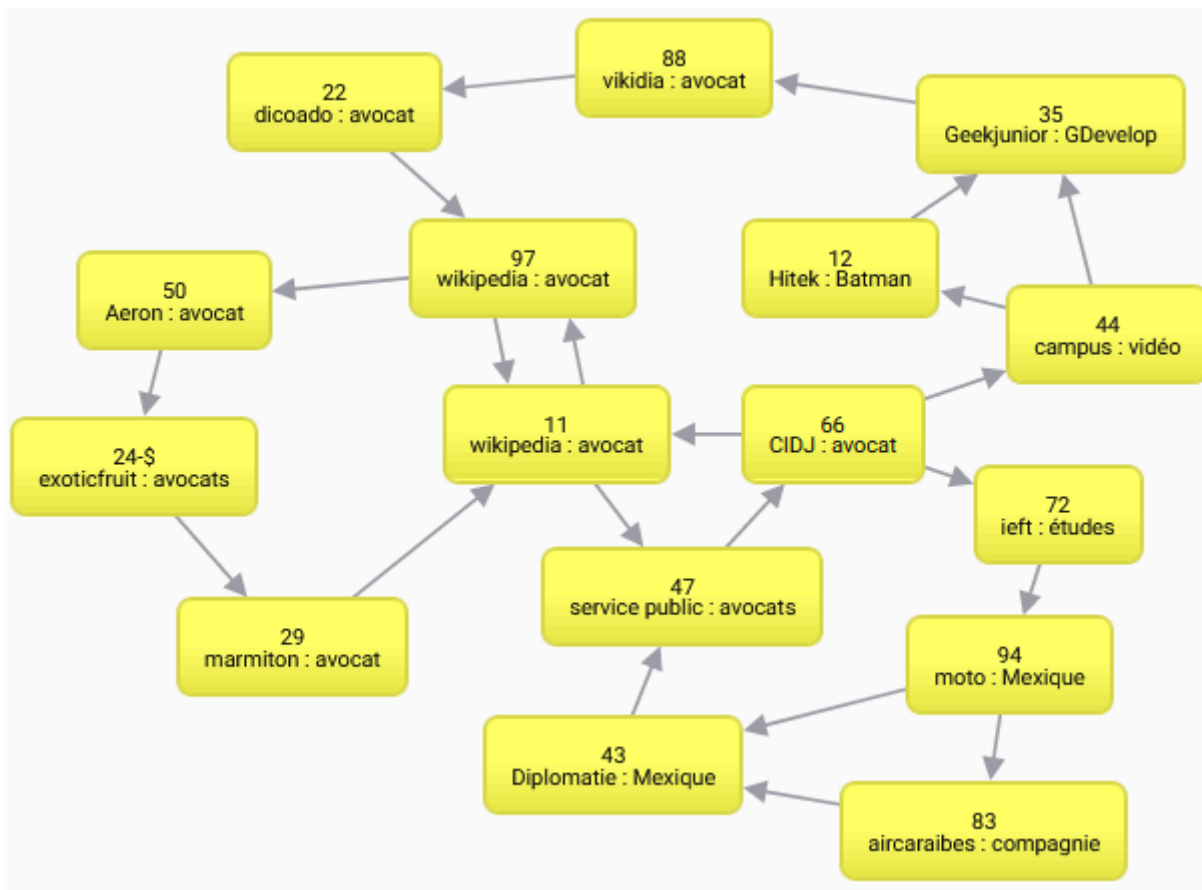 88
vikidia : avocat
22
dicoado : avocat
35
Geekjunior : GDevelop
97
wikipedia : avocat
12
Hitek : Batman
50
Aeron : avocat
44
campus : vidéo
11
wikipedia : avocat
66
CIDJ : avocat
24-$
exoticfruit : avocats
72
ieft : études
47
service public : avocats
29
marmiton : avocat
94
moto : Mexique
43
Diplomatie : Mexique
83
aircaraibes : compagnie